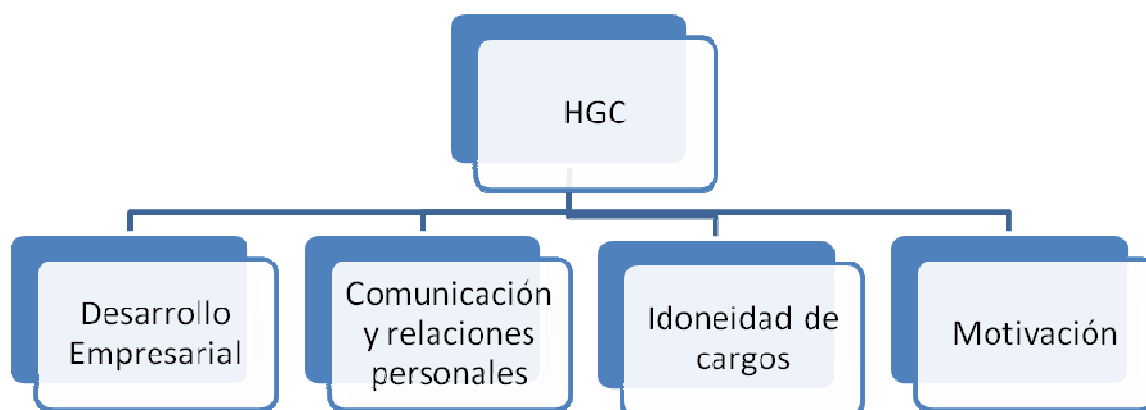 HGC
Desarrollo
Empresarial
Comunicación
y relaciones
personales
Idoneidad de
cargos
Motivación